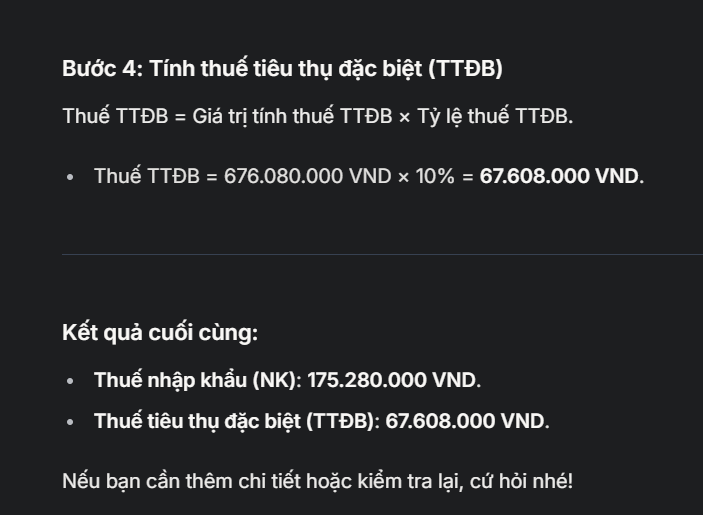 Bước 4: Tính thuế tiêu thụ đặc biệt (TTĐB)
Thuế TTĐB = Giá trị tính thuế TTĐB × Tỷ lệ thuế TTĐB.
• Thuế TTĐB = 676.080.000 VND × 10% = 67.608.000 VND.
Kết quả cuối cùng:
• Thuế nhập khẩu (NK): 175.280.000 VND.
• Thuế tiêu thụ đặc biệt (TTĐB): 67.608.000 VND.
Nếu bạn cần thêm chi tiết hoặc kiểm tra lại, cứ hỏi nhé!